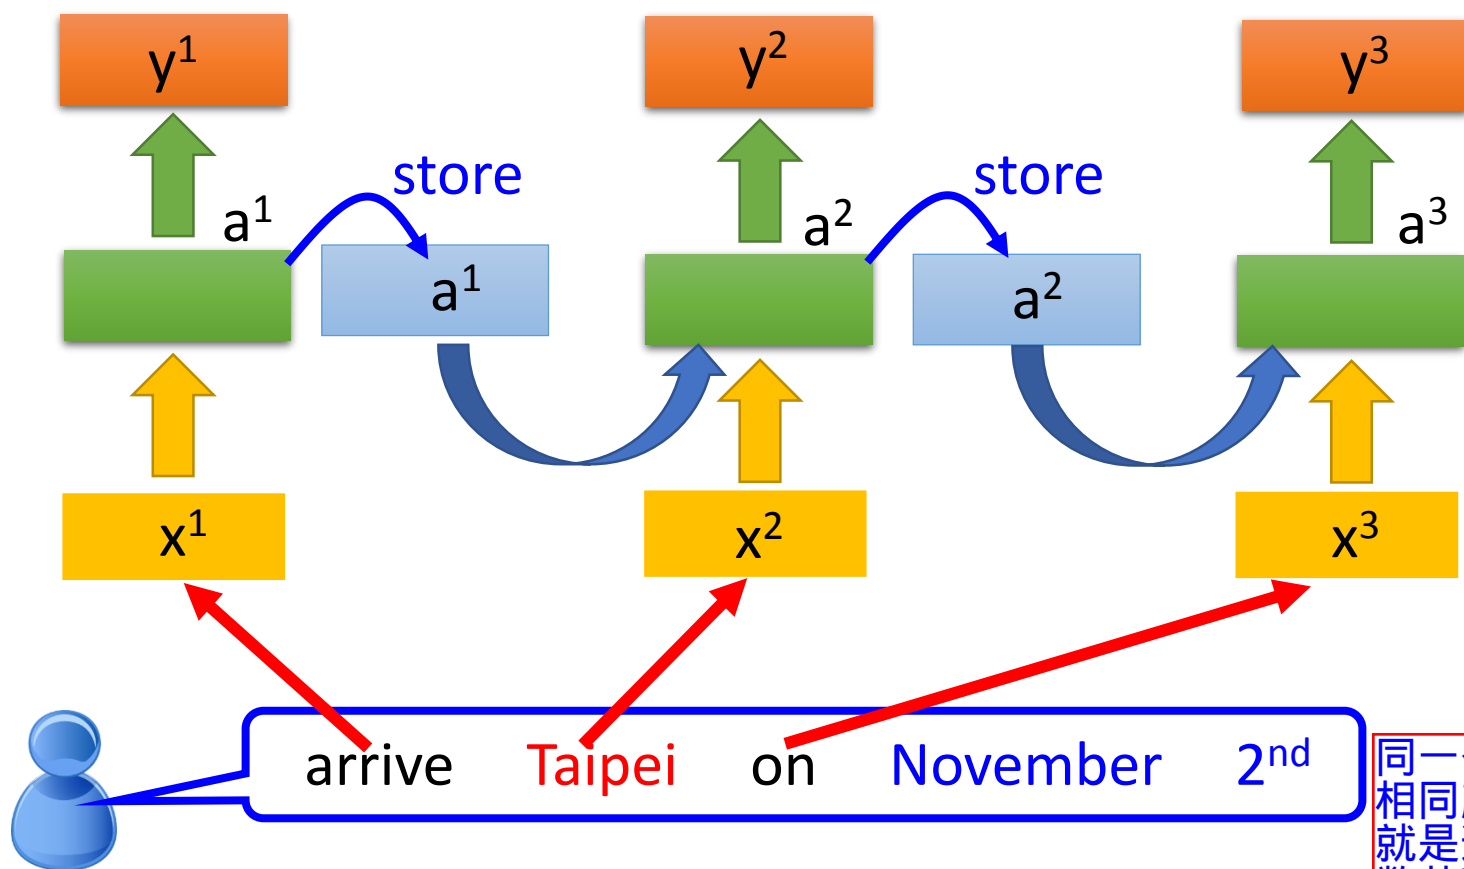 y¹ y² y³
store store
a¹ a² a³
a¹ a²
x¹ x² x³
arrive Taipei on November 2ⁿᵈ
同一
相同
就是